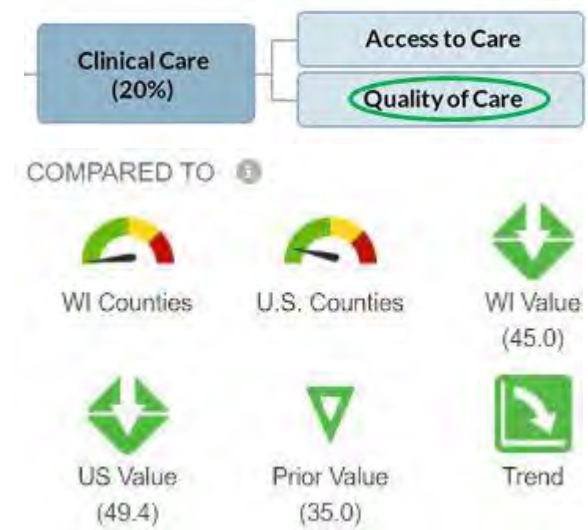 Clinical Care
(20%)
Access to Care
Quality of Care
COMPARED TO
WI Counties
U.S. Counties
WI Value
(45.0)
US Value
(49.4)
Prior Value
(35.0)
Trend